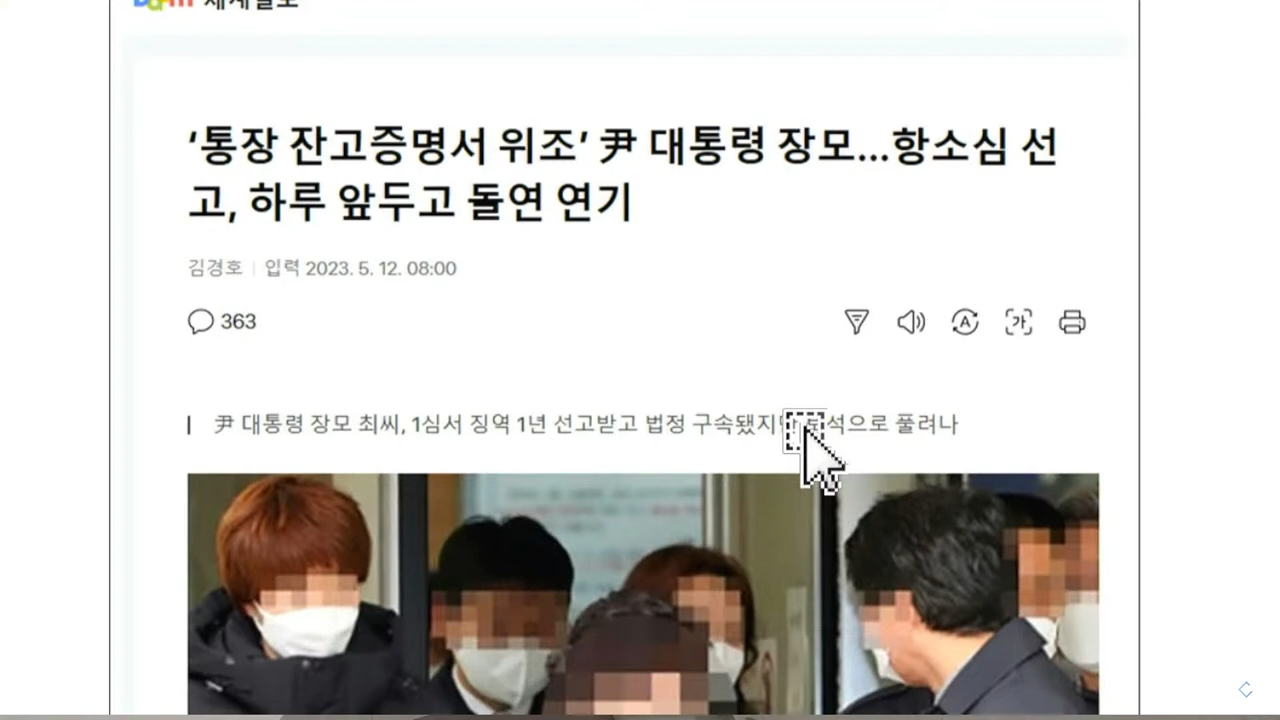 ‘통장 잔고증명서 위조’ 尹 대통령 장모...항소심 선
고, 하루 앞두고 돌연 연기
김경호 입력 2023. 5. 12. 08:00
363
가
A
尹 대통령 장모 최씨, 1심서 징역 1년 선고받고 법정 구속됐지만 풀려나